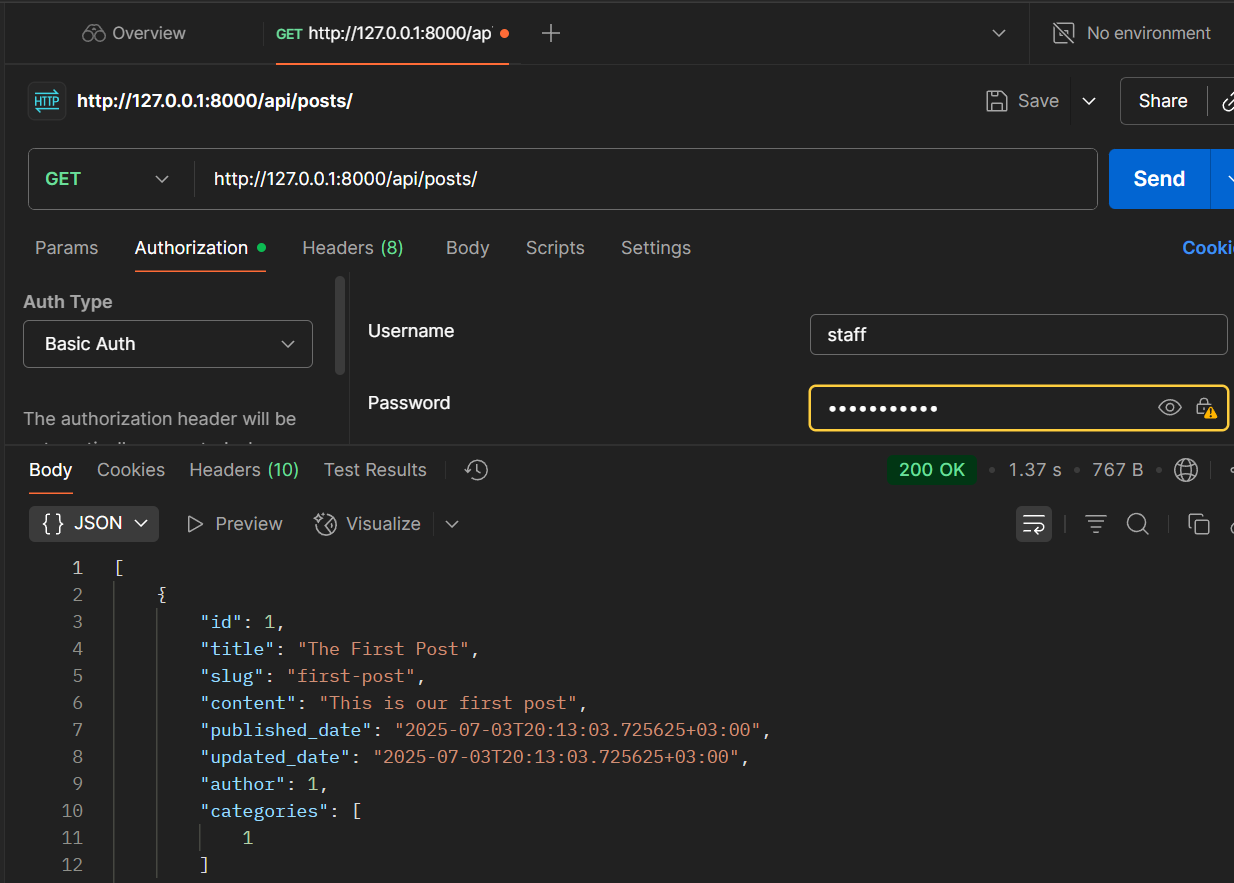 Overview
GET http://127.0.0.1:8000/ap
No environment
HTTP http://127.0.0.1:8000/api/posts/
Save
Share
GET http://127.0.0.1:8000/api/posts/
Send
Params Authorization Headers (8) Body Scripts Settings
Cooki
Auth Type
Basic Auth
The authorization header will be
Username
staff
Password
•••••••••••
Body Cookies Headers (10) Test Results
200 OK • 1.37 s • 767 B •
{} JSON Preview Visualize
1 [
2 {
3 "id": 1,
4 "title": "The First Post",
5 "slug": "first-post",
6 "content": "This is our first post",
7 "published_date": "2025-07-03T20:13:03.725625+03:00",
8 "updated_date": "2025-07-03T20:13:03.725625+03:00",
9 "author": 1,
10 "categories": [
11 1
12 ]